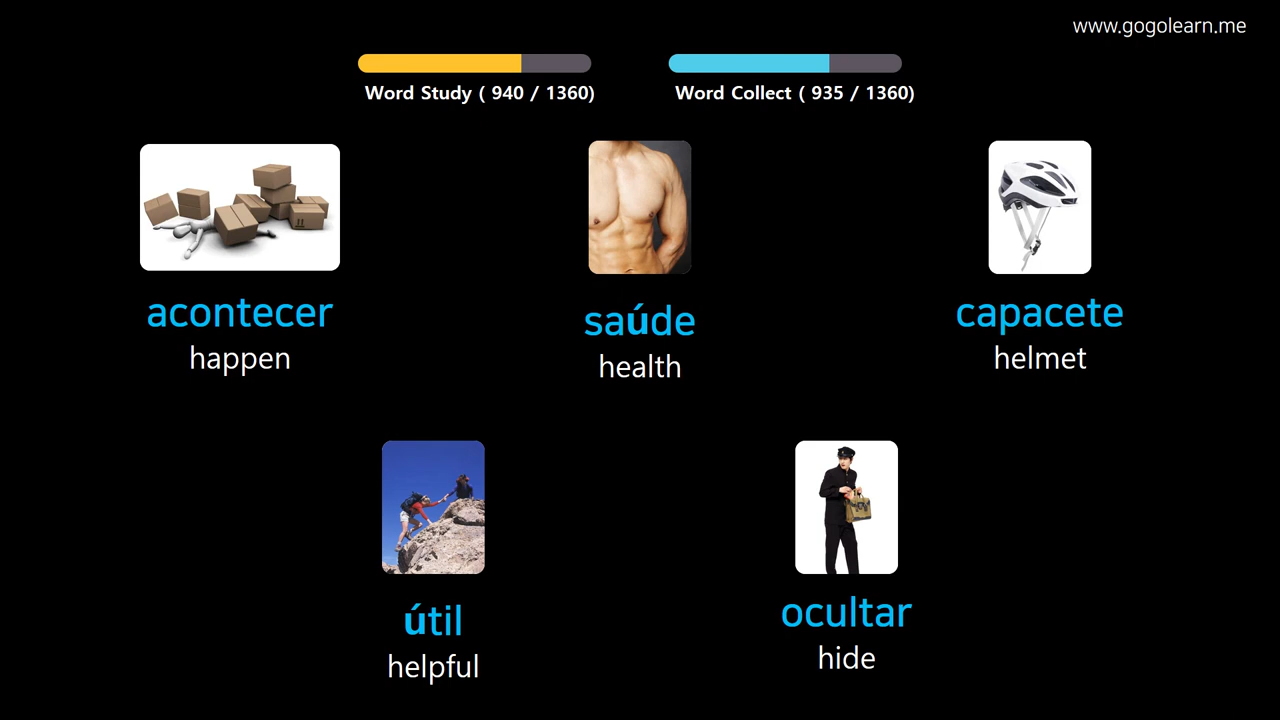 www.gogolearn.me
Word Study ( 940 / 1360)
Word Collect ( 935 / 1360)
acontecer
happen
saúde
health
capacete
helmet
útil
helpful
ocultar
hide